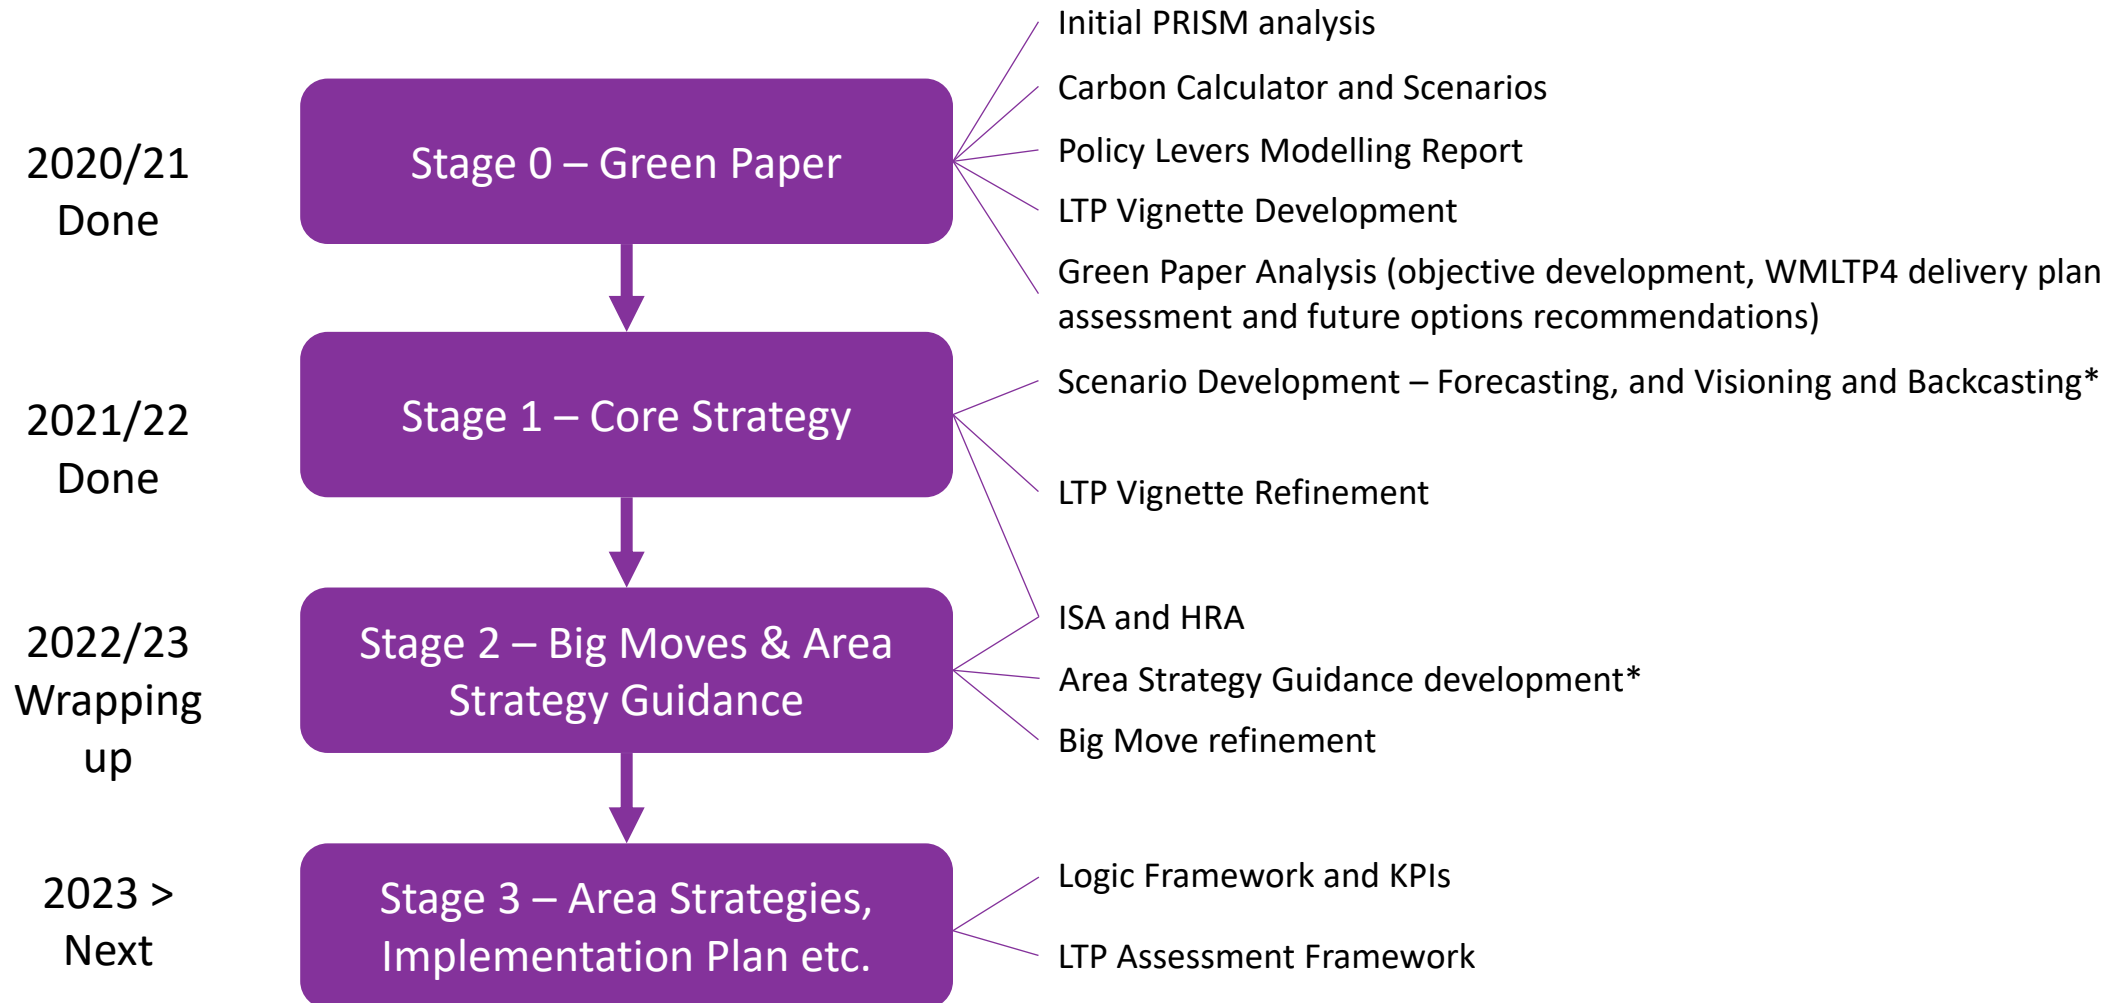 2020/21
Done
Stage 0 – Green Paper
Initial PRISM analysis
Carbon Calculator and Scenarios
Policy Levers Modelling Report
LTP Vignette Development
Green Paper Analysis (objective development, WMLTP4 delivery plan
assessment and future options recommendations)
2021/22
Done
Stage 1 – Core Strategy
Scenario Development – Forecasting, and Visioning and Backcasting*
LTP Vignette Refinement
ISA and HRA
2022/23
Wrapping
up
Stage 2 – Big Moves & Area
Strategy Guidance
Area Strategy Guidance development*
Big Move refinement
2023 >
Next
Stage 3 – Area Strategies,
Implementation Plan etc.
Logic Framework and KPIs
LTP Assessment Framework